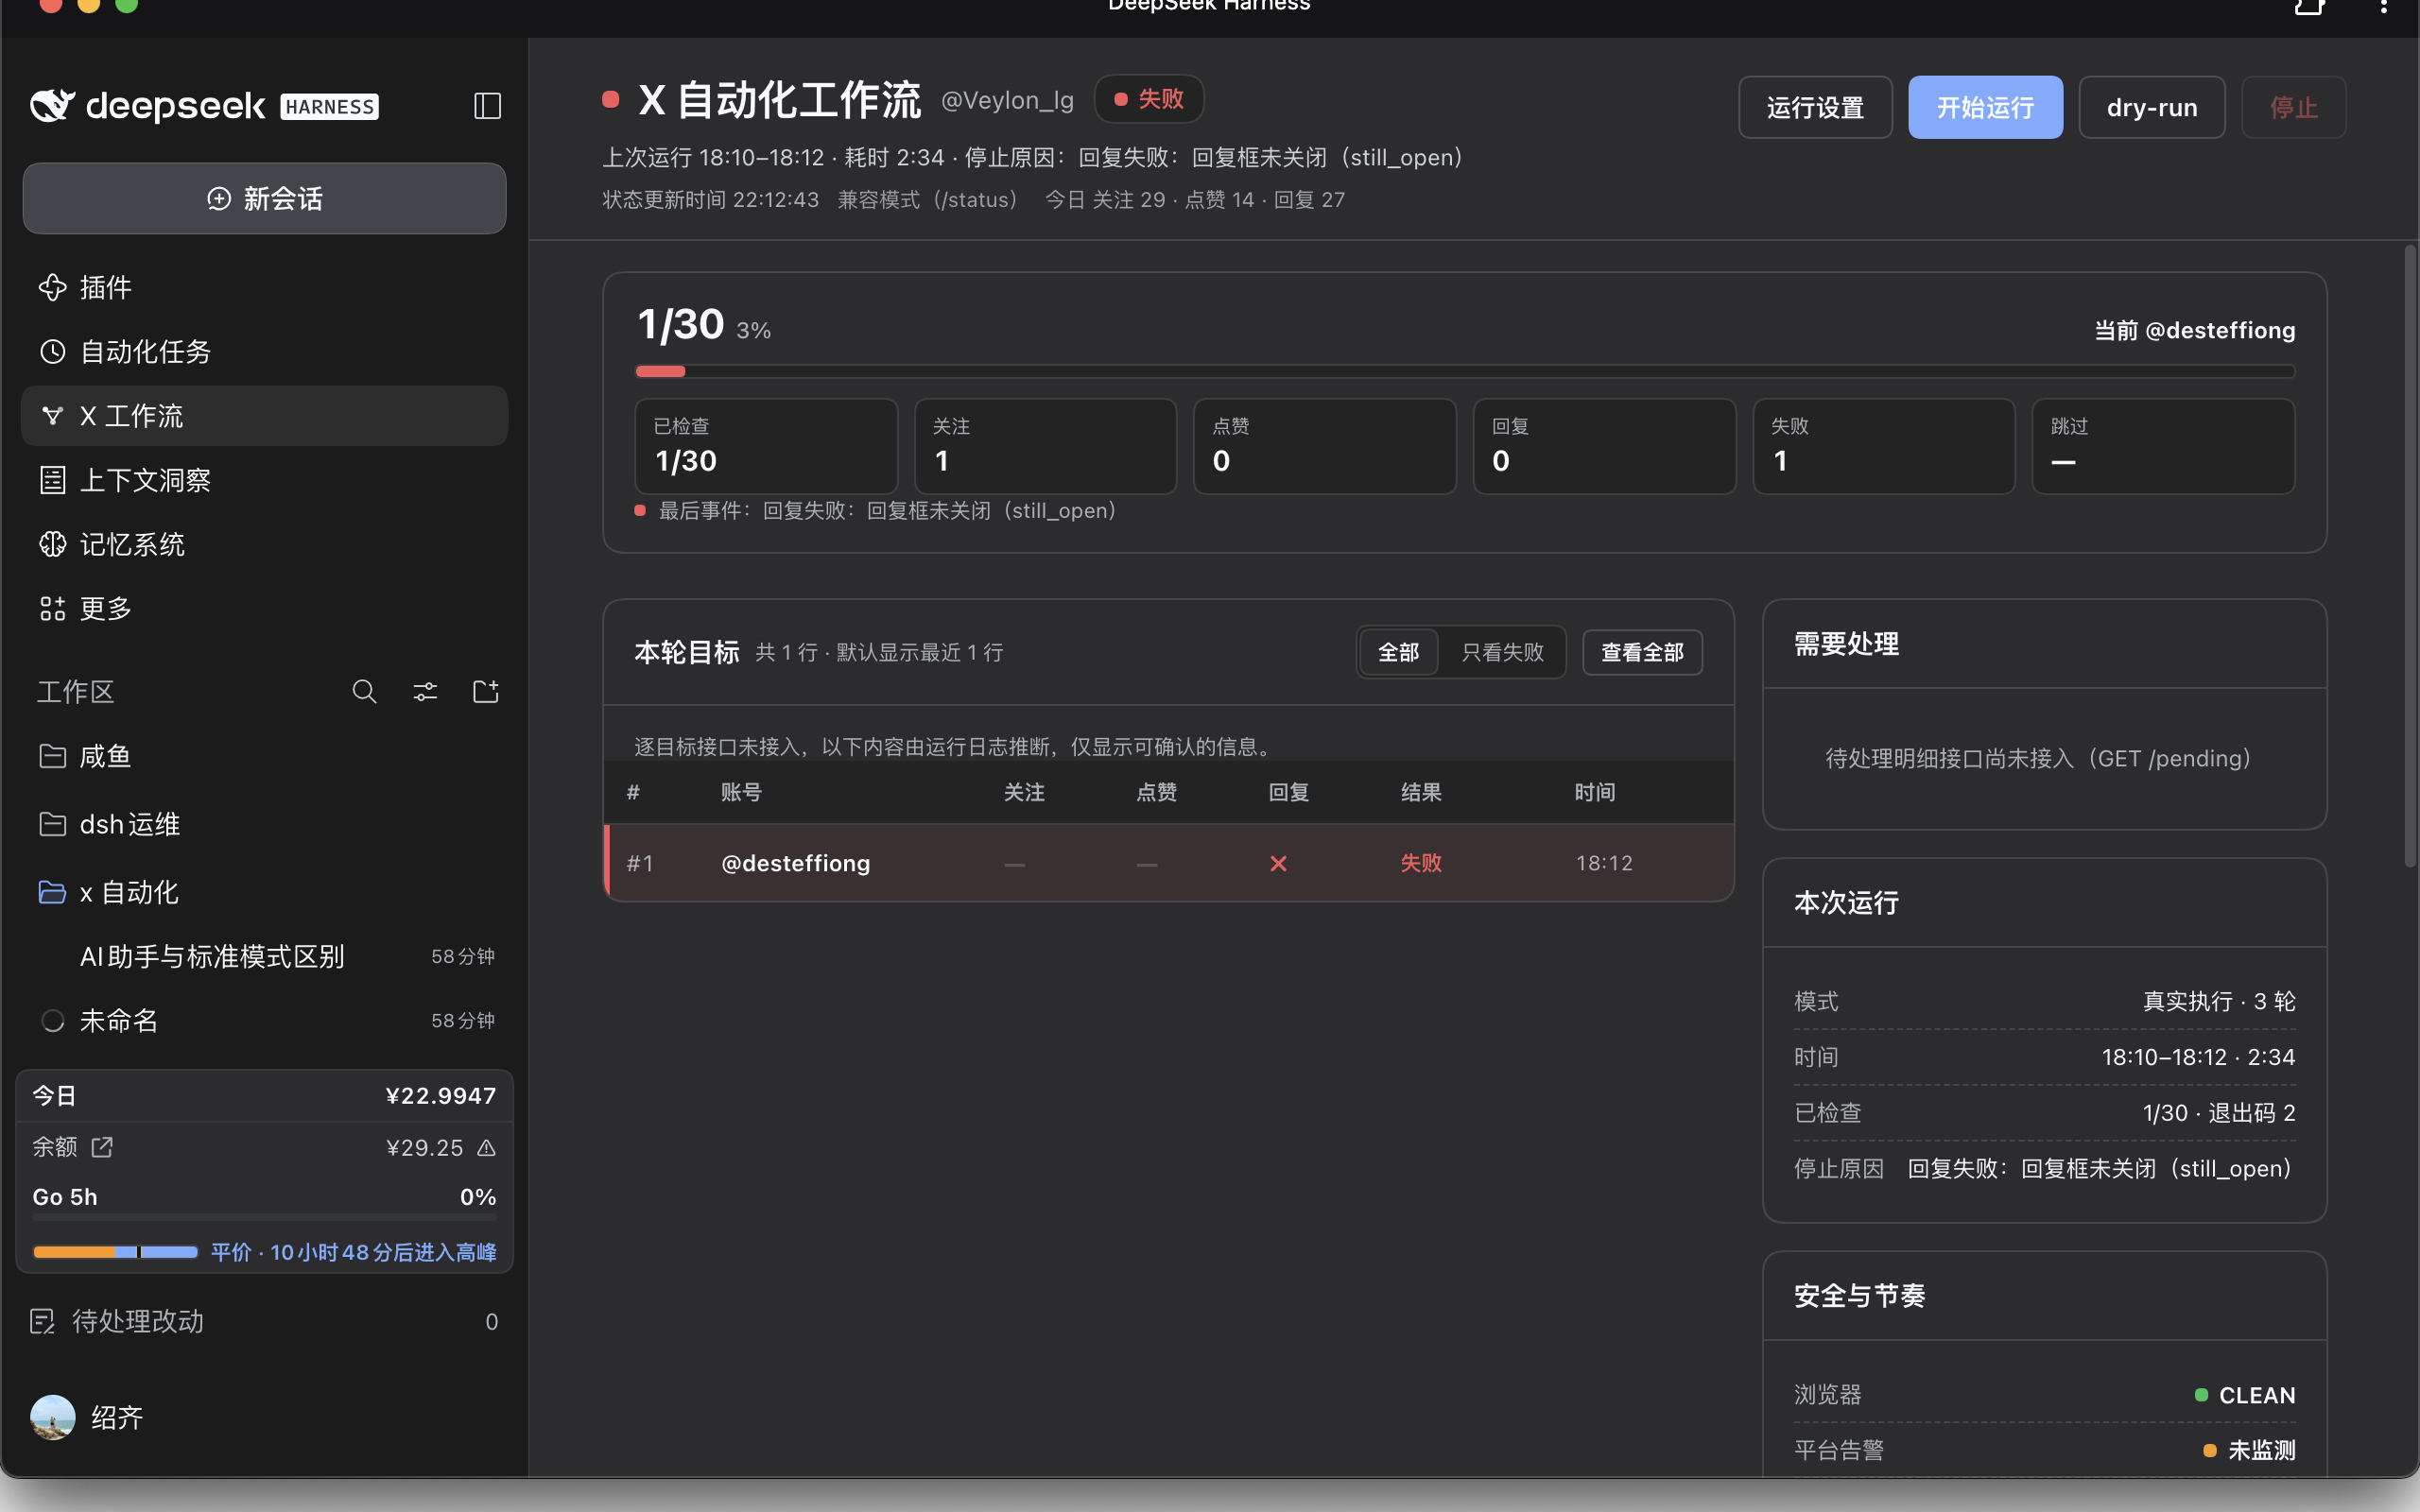 DeepSeek Harness
deepseek HARNESS
新会话
插件
自动化任务
X 工作流
上下文洞察
记忆系统
更多
工作区
咸鱼
dsh 运维
x 自动化
AI 助手与标准模式区别 58 分钟
未命名 58 分钟
今日 ¥22.9947
余额 ¥29.25
Go 5h 0%
平价 · 10 小时 48 分后进入高峰
待处理改动 0
绍齐
X 自动化工作流 @Veylon_lg 失败
运行设置 开始运行 dry-run 停止
上次运行 18:10–18:12 · 耗时 2:34 · 停止原因：回复失败：回复框未关闭（still_open）
状态更新时间 22:12:43 兼容模式（/status） 今日 关注 29 · 点赞 14 · 回复 27
1/30 3% 当前 @desteffiong
已检查 关注 点赞 回复 失败 跳过
1/30 1 0 0 1 —
最后事件：回复失败：回复框未关闭（still_open）
本轮目标 共 1 行 · 默认显示最近 1 行 全部 只看失败 查看全部
逐目标接口未接入，以下内容由运行日志推断，仅显示可确认的信息。
# 账号 关注 点赞 回复 结果 时间
#1 @desteffiong — — ✕ 失败 18:12
需要处理
待处理明细接口尚未接入（GET /pending）
本次运行
模式 真实执行 · 3 轮
时间 18:10–18:12 · 2:34
已检查 1/30 · 退出码 2
停止原因 回复失败：回复框未关闭（still_open）
安全与节奏
浏览器 CLEAN
平台告警 未监测